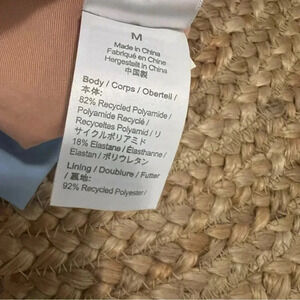 M
Made in China
Fabriqué en Chine
Hergestellt in China
中国製
Body / Corps / Oberteil /
本体:
82% Recycled Polyamide /
Polyamide Recyclé /
Recyceltes Polyamid / リ
サイクルポリアミド
18% Elastane / Élasthanne /
Elastan / ポリウレタン
Lining / Doublure / Futter
/ 裏地:
92% Recycled Polyester /